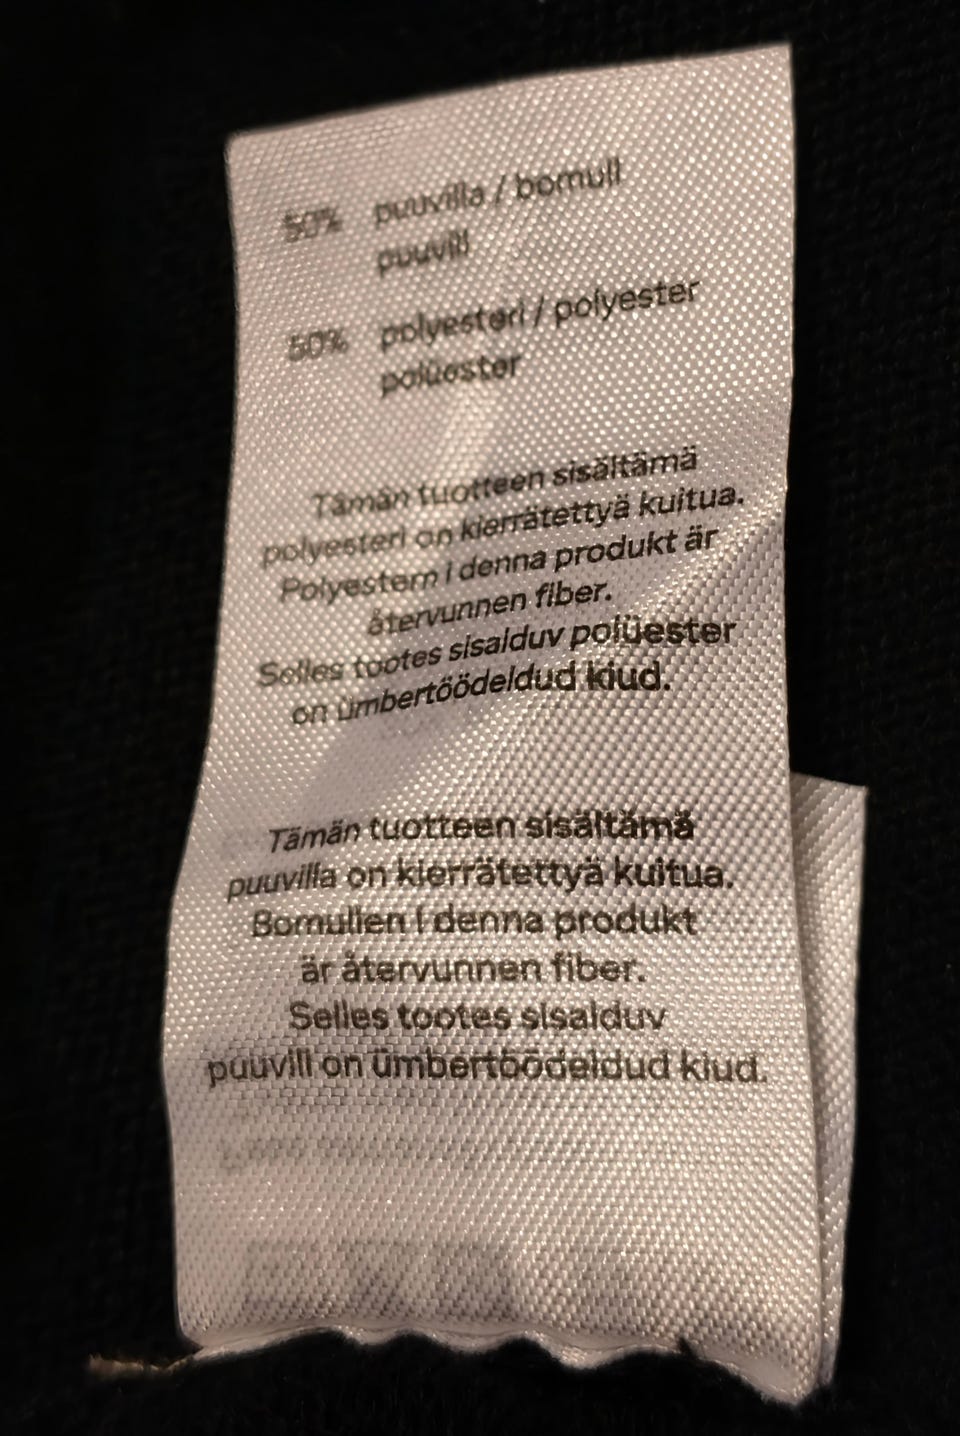 50% puuvilla / bomull
puuvill
50% polyesteri / polyester
polüester
Tämän tuotteen sisältämä
polyesteri on kierrätettyä kuitua.
Polyestern i denna produkt är
återvunnen fiber.
Selles tootes sisalduv polüester
on ümbertöödeldud kiud.
Tämän tuotteen sisältämä
puuvilla on kierrätettyä kuitua.
Bomullen i denna produkt
är återvunnen fiber.
Selles tootes sisalduv
puuvill on ümbertöödeldud kiud.